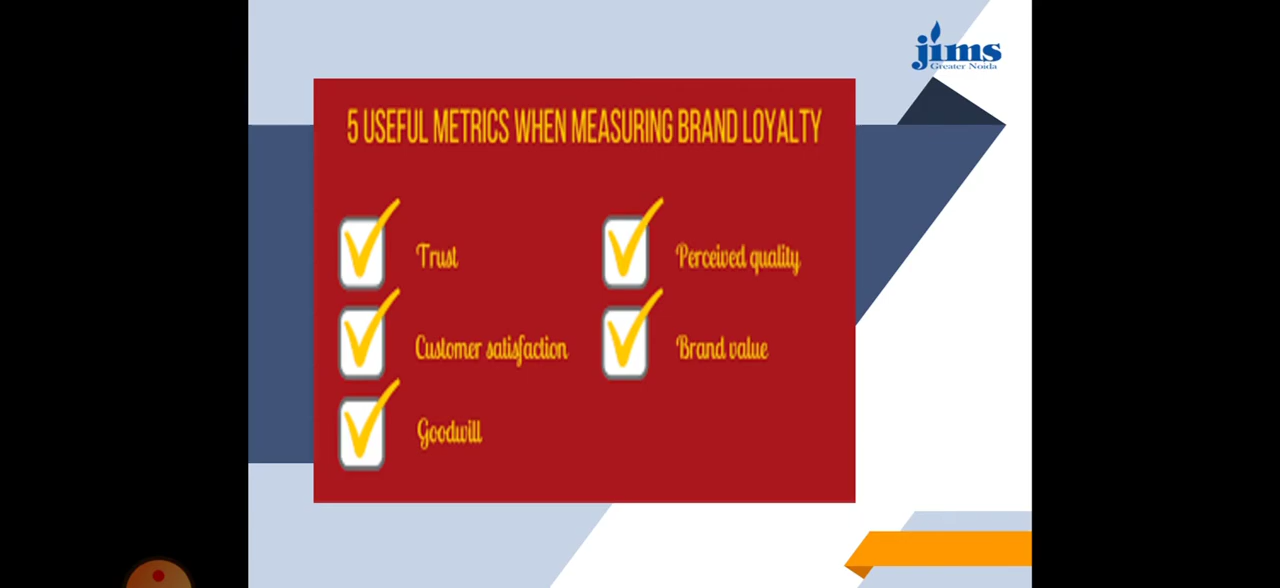 jims
Greater Noida
5 USEFUL METRICS WHEN MEASURING BRAND LOYALTY
Trust
Perceived quality
Customer satisfaction
Brand value
Goodwill